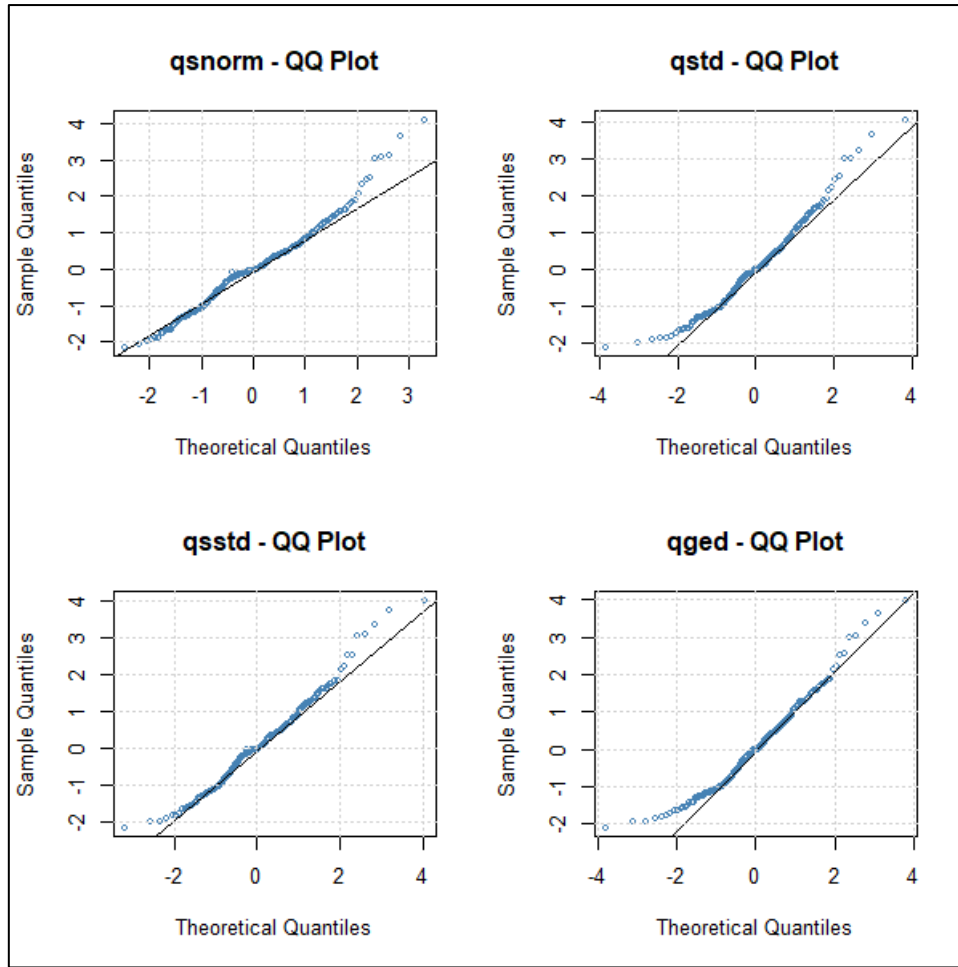 qsnorm - QQ Plot
Sample Quantiles
4
3
2
1
0
-1
-2
-2 -1 0 1 2 3
Theoretical Quantiles
qstd - QQ Plot
Sample Quantiles
4
3
2
1
0
-1
-2
-4 -2 0 2 4
Theoretical Quantiles
qsstd - QQ Plot
Sample Quantiles
4
3
2
1
0
-1
-2
-2 0 2 4
Theoretical Quantiles
qged - QQ Plot
Sample Quantiles
4
3
2
1
0
-1
-2
-4 -2 0 2 4
Theoretical Quantiles